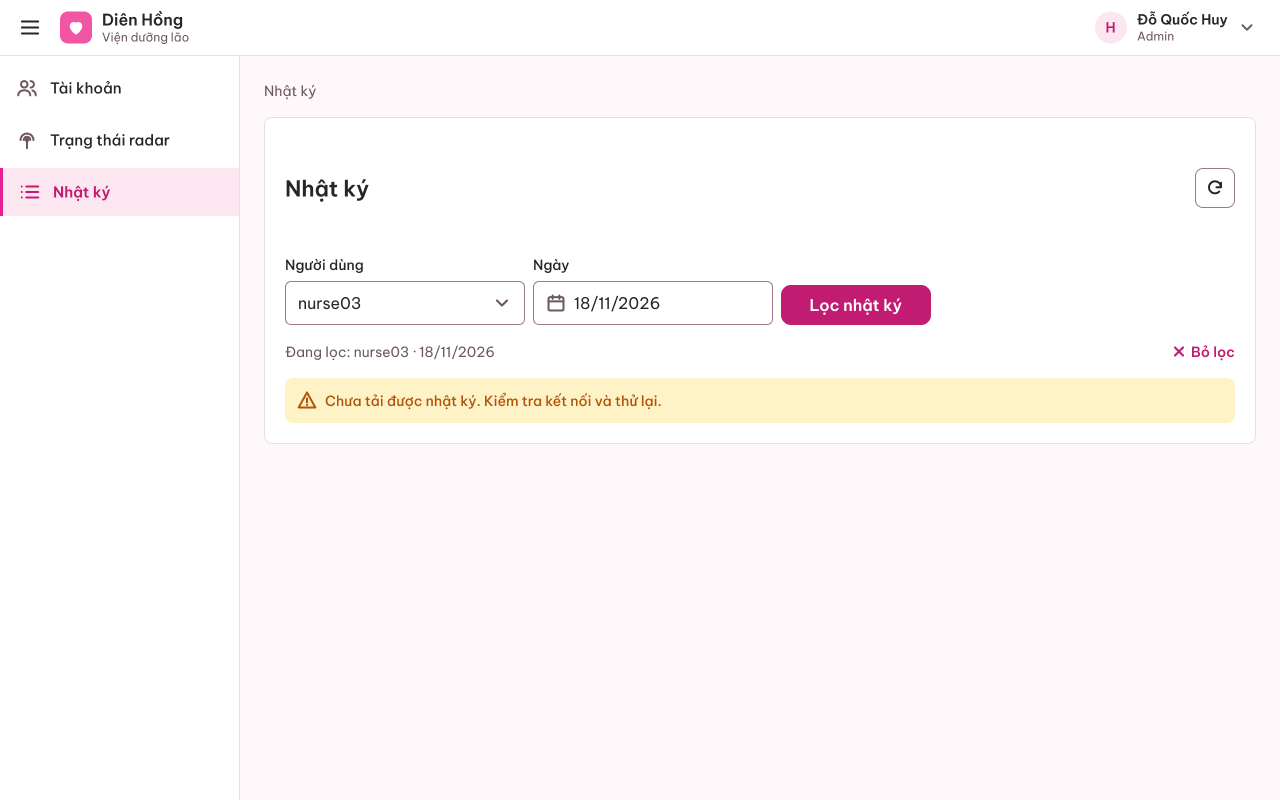 Diên Hồng
Viện dưỡng lão
H
Đỗ Quốc Huy
Admin
Tài khoản
Trạng thái radar
Nhật ký
Nhật ký
Nhật ký
Người dùng
Ngày
nurse03
18/11/2026
Lọc nhật ký
Đang lọc: nurse03 · 18/11/2026
Bỏ lọc
Chưa tải được nhật ký. Kiểm tra kết nối và thử lại.